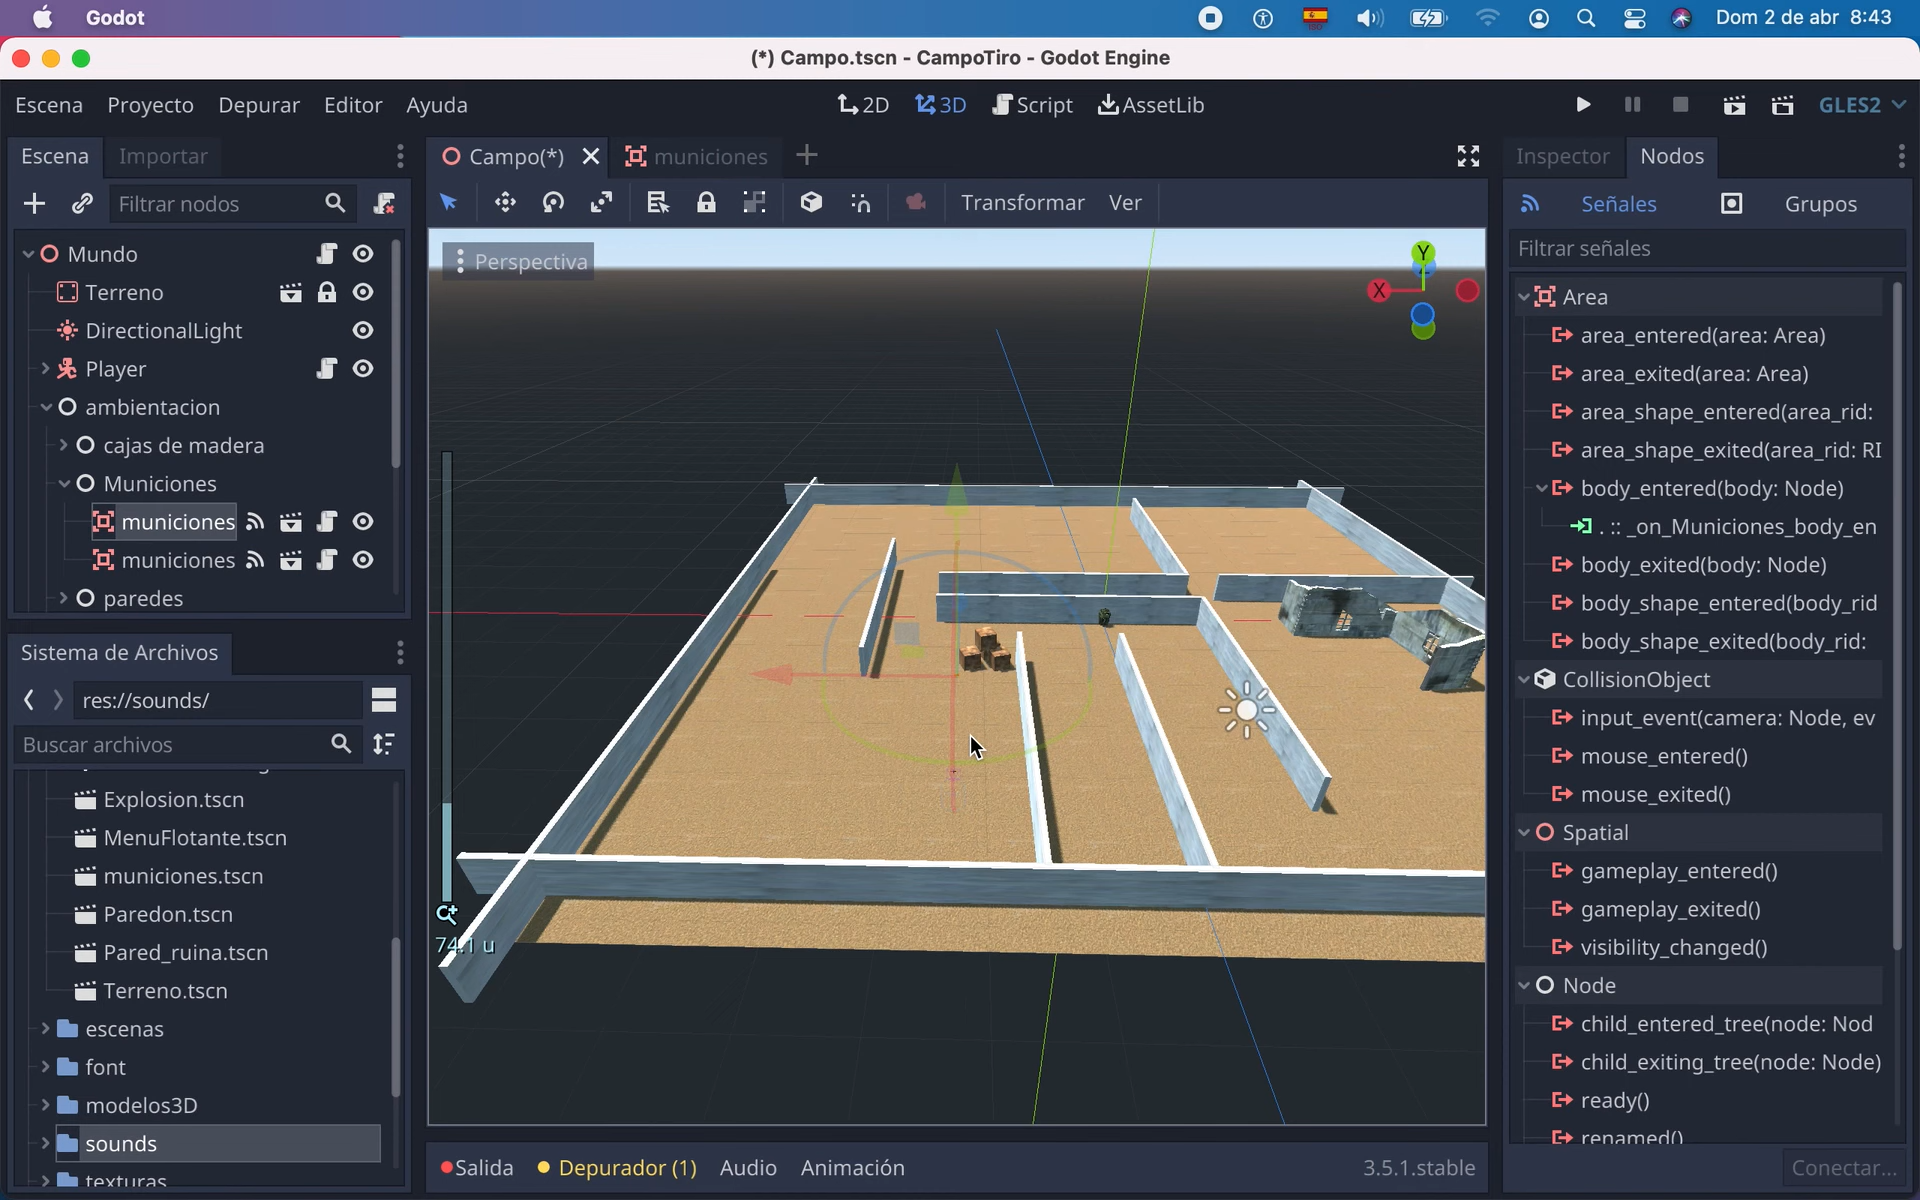 Godot
Dom 2 de abr 8:43
(*) Campo.tscn - CampoTiro - Godot Engine
Escena Proyecto Depurar Editor Ayuda
2D 3D Script AssetLib
GLES2
Escena Importar
Campo(*) municiones
Inspector Nodos
Filtrar nodos
Transformar Ver
Señales Grupos
Filtrar señales
Mundo
Terreno
DirectionalLight
Player
ambientacion
cajas de madera
Municiones
municiones
municiones
paredes
Perspectiva
Y
X
74.1 u
Area
area_entered(area: Area)
area_exited(area: Area)
area_shape_entered(area_rid:
area_shape_exited(area_rid: RI
body_entered(body: Node)
. :: _on_Municiones_body_en
body_exited(body: Node)
body_shape_entered(body_rid
body_shape_exited(body_rid:
CollisionObject
input_event(camera: Node, ev
mouse_entered()
mouse_exited()
Spatial
gameplay_entered()
gameplay_exited()
visibility_changed()
Node
child_entered_tree(node: Nod
child_exiting_tree(node: Node)
ready()
renamed()
Conectar...
Sistema de Archivos
res://sounds/
Buscar archivos
Explosion.tscn
MenuFlotante.tscn
municiones.tscn
Paredon.tscn
Pared_ruina.tscn
Terreno.tscn
escenas
font
modelos3D
sounds
texturas
Salida Depurador (1) Audio Animación 3.5.1.stable